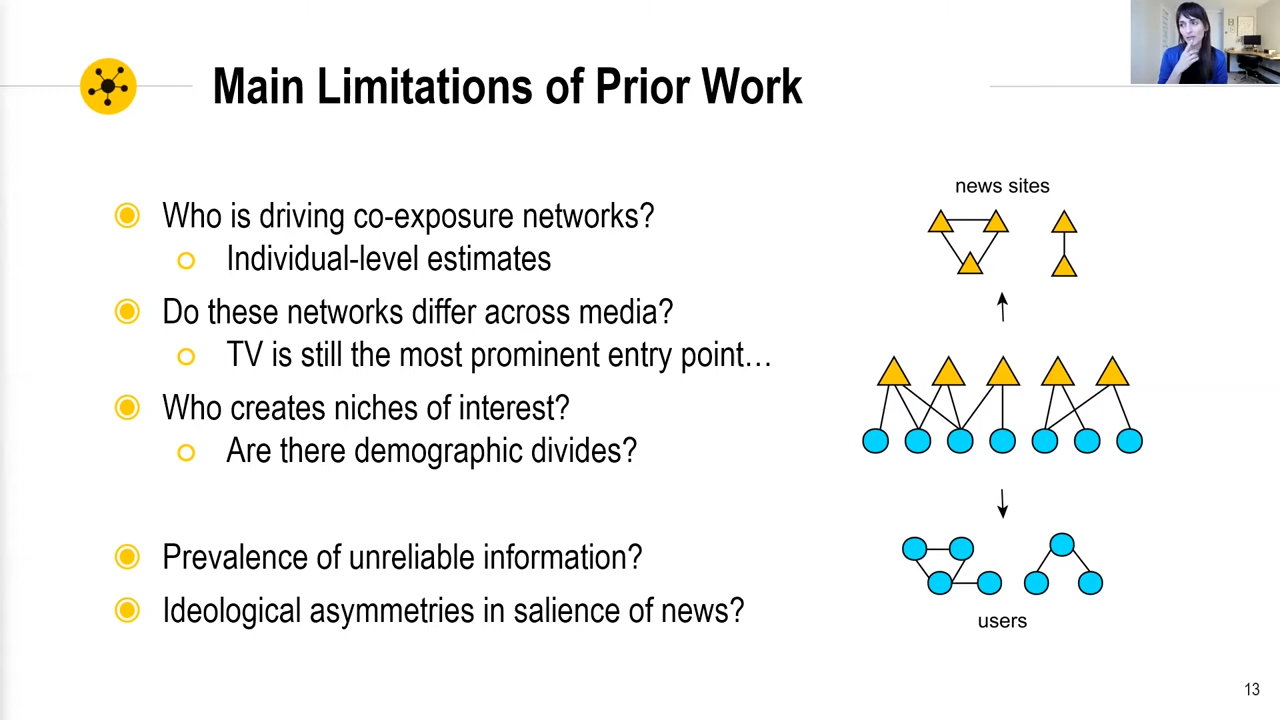 Main Limitations of Prior Work
Who is driving co-exposure networks?
Individual-level estimates
Do these networks differ across media?
TV is still the most prominent entry point…
Who creates niches of interest?
Are there demographic divides?
Prevalence of unreliable information?
Ideological asymmetries in salience of news?
news sites
users
13